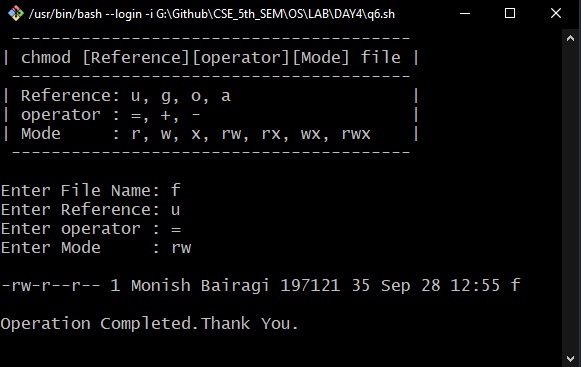 /usr/bin/bash --login -i G:\Github\CSE_5th_SEM\OS\LAB\DAY4\q6.sh
----------------------------------------
| chmod [Reference][operator][Mode] file |
----------------------------------------
| Reference: u, g, o, a                  |
| operator : =, +, -                     |
| Mode     : r, w, x, rw, rx, wx, rwx    |
----------------------------------------
Enter File Name: f
Enter Reference: u
Enter operator : =
Enter Mode     : rw
-rw-r--r-- 1 Monish Bairagi 197121 35 Sep 28 12:55 f
Operation Completed.Thank You.